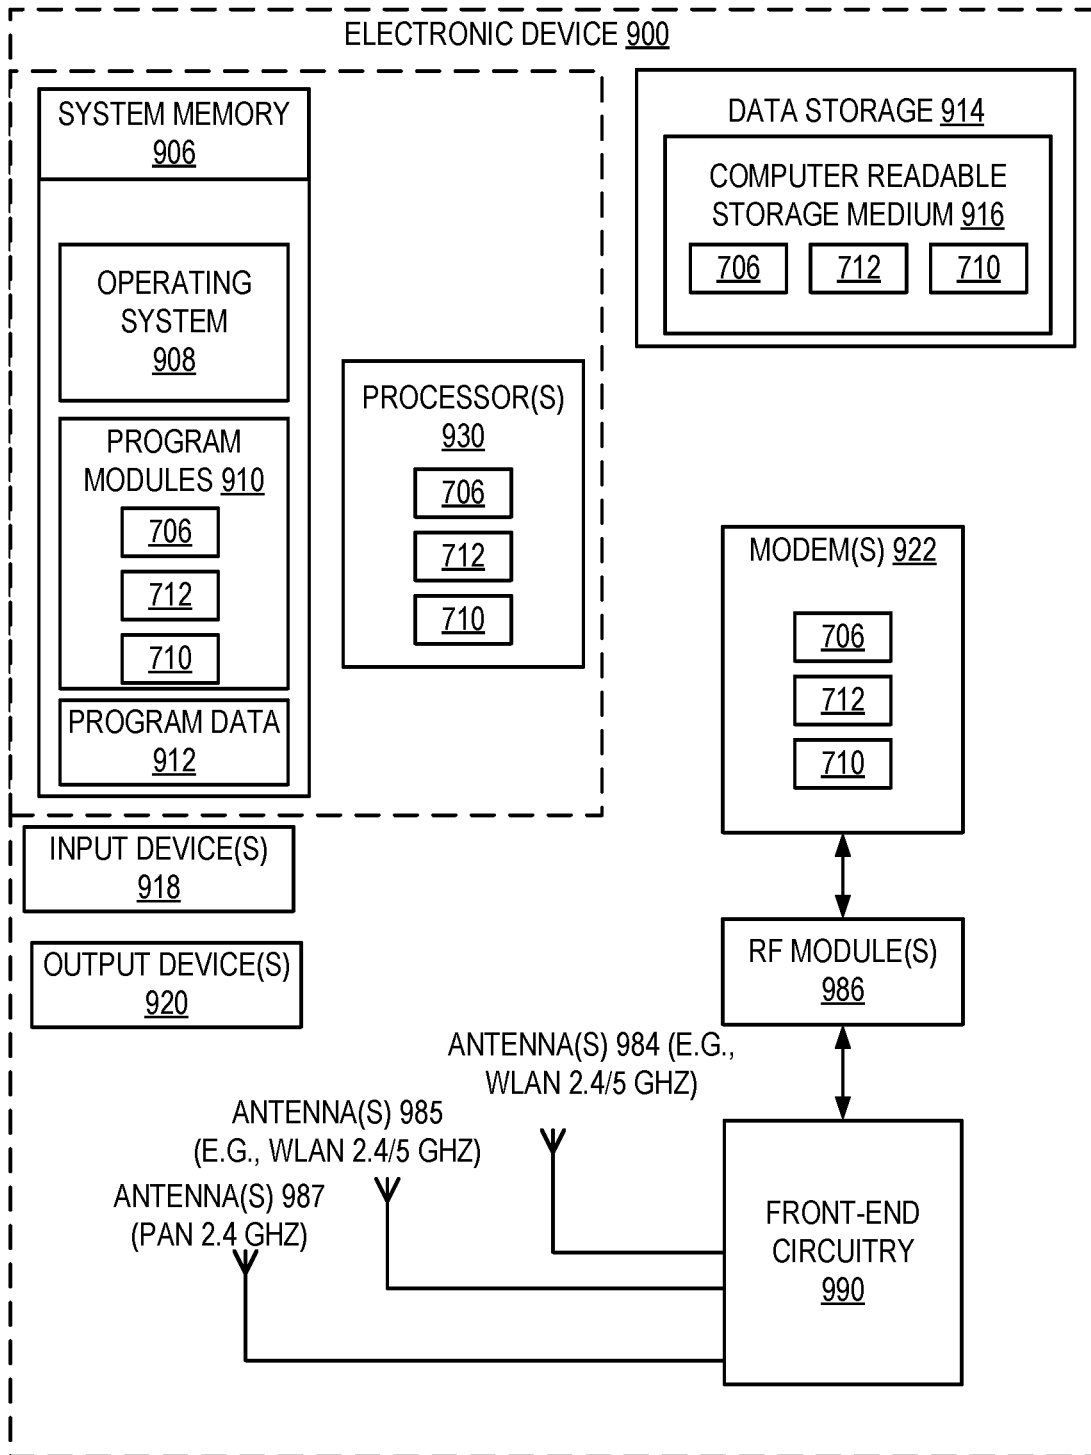 ELECTRONIC DEVICE 900
SYSTEM MEMORY
906
OPERATING
SYSTEM
908
PROGRAM
MODULES 910
706
712
710
PROGRAM DATA
912
PROCESSOR(S)
930
706
712
710
DATA STORAGE 914
COMPUTER READABLE
STORAGE MEDIUM 916
706 712 710
MODEM(S) 922
706
712
710
INPUT DEVICE(S)
918
OUTPUT DEVICE(S)
920
RF MODULE(S)
986
ANTENNA(S) 984 (E.G.,
WLAN 2.4/5 GHZ)
ANTENNA(S) 985
(E.G., WLAN 2.4/5 GHZ)
ANTENNA(S) 987
(PAN 2.4 GHZ)
FRONT-END
CIRCUITRY
990